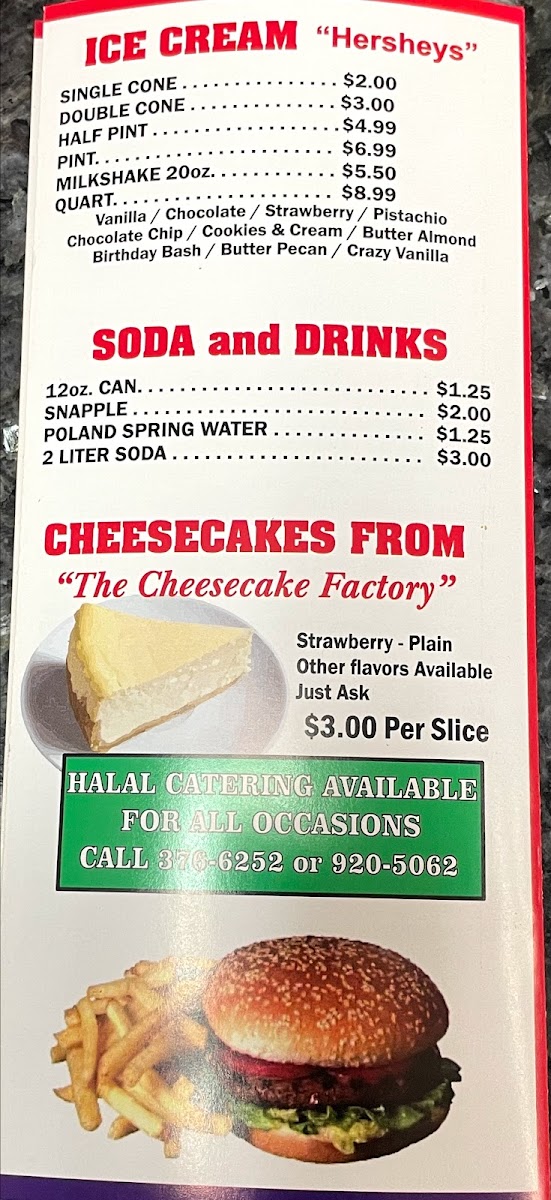 ICE CREAM "Hersheys"
SINGLE CONE............... $2.00
DOUBLE CONE.............. $3.00
HALF PINT..................$4.99
PINT....................... $6.99
MILKSHAKE 20oz............. $5.50
QUART...................... $8.99
Vanilla / Chocolate / Strawberry / Pistachio
Chocolate Chip / Cookies & Cream / Butter Almond
Birthday Bash / Butter Pecan / Crazy Vanilla
SODA and DRINKS
12oz. CAN............................ $1.25
SNAPPLE............................ $2.00
POLAND SPRING WATER.............. $1.25
2 LITER SODA........................ $3.00
CHEESECAKES FROM
"The Cheesecake Factory"
Strawberry - Plain
Other flavors Available
Just Ask
$3.00 Per Slice
HALAL CATERING AVAILABLE
FOR ALL OCCASIONS
CALL 376-6252 or 920-5062